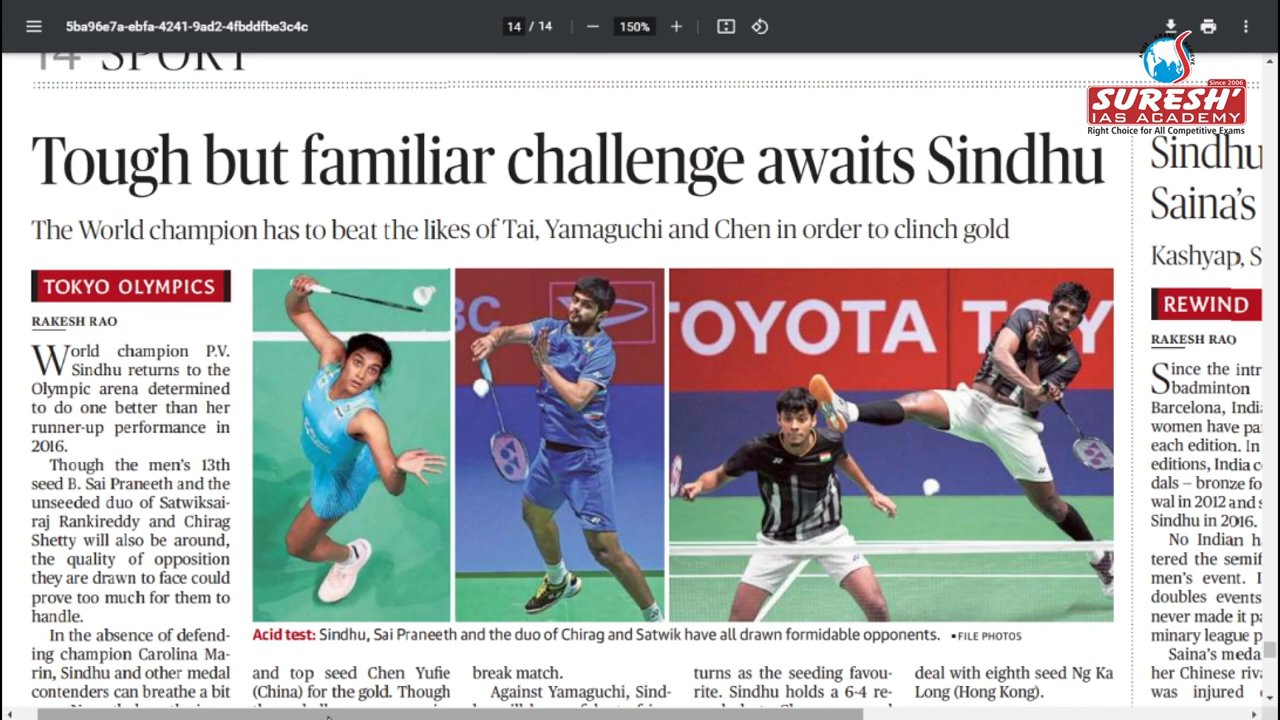 5ba96e7a-ebfa-4241-9ad2-4fbddfbe3c4c
14 / 14
150%
14 SPORT
Since 2006
SURESH'
IAS ACADEMY
Right Choice for All Competitive Exams
Tough but familiar challenge awaits Sindhu
The World champion has to beat the likes of Tai, Yamaguchi and Chen in order to clinch gold
TOKYO OLYMPICS
RAKESH RAO
World champion P.V.
Sindhu returns to the
Olympic arena determined
to do one better than her
runner-up performance in
2016.
Though the men's 13th
seed B. Sai Praneeth and the
unseeded duo of Satwiksai-
raj Rankireddy and Chirag
Shetty will also be around,
the quality of opposition
they are drawn to face could
prove too much for them to
handle.
In the absence of defend-
ing champion Carolina Ma-
rin, Sindhu and other medal
contenders can breathe a bit
TOYOTA TOY
Acid test: Sindhu, Sai Praneeth and the duo of Chirag and Satwik have all drawn formidable opponents. ▪FILE PHOTOS
and top seed Chen Yufie
(China) for the gold. Though
break match.
Against Yamaguchi, Sind-
turns as the seeding favou-
rite. Sindhu holds a 6-4 re-
deal with eighth seed Ng Ka
Long (Hong Kong).
Sindhu
Saina's
Kashyap, S
REWIND
RAKESH RAO
Since the intr
badminton
Barcelona, India
women have pa
each edition. In
editions, India c
dals – bronze fo
wal in 2012 and s
Sindhu in 2016.
No Indian h
tered the semif
men's event. I
doubles events
never made it pa
minary league p
Saina's meda
her Chinese riva
was injured